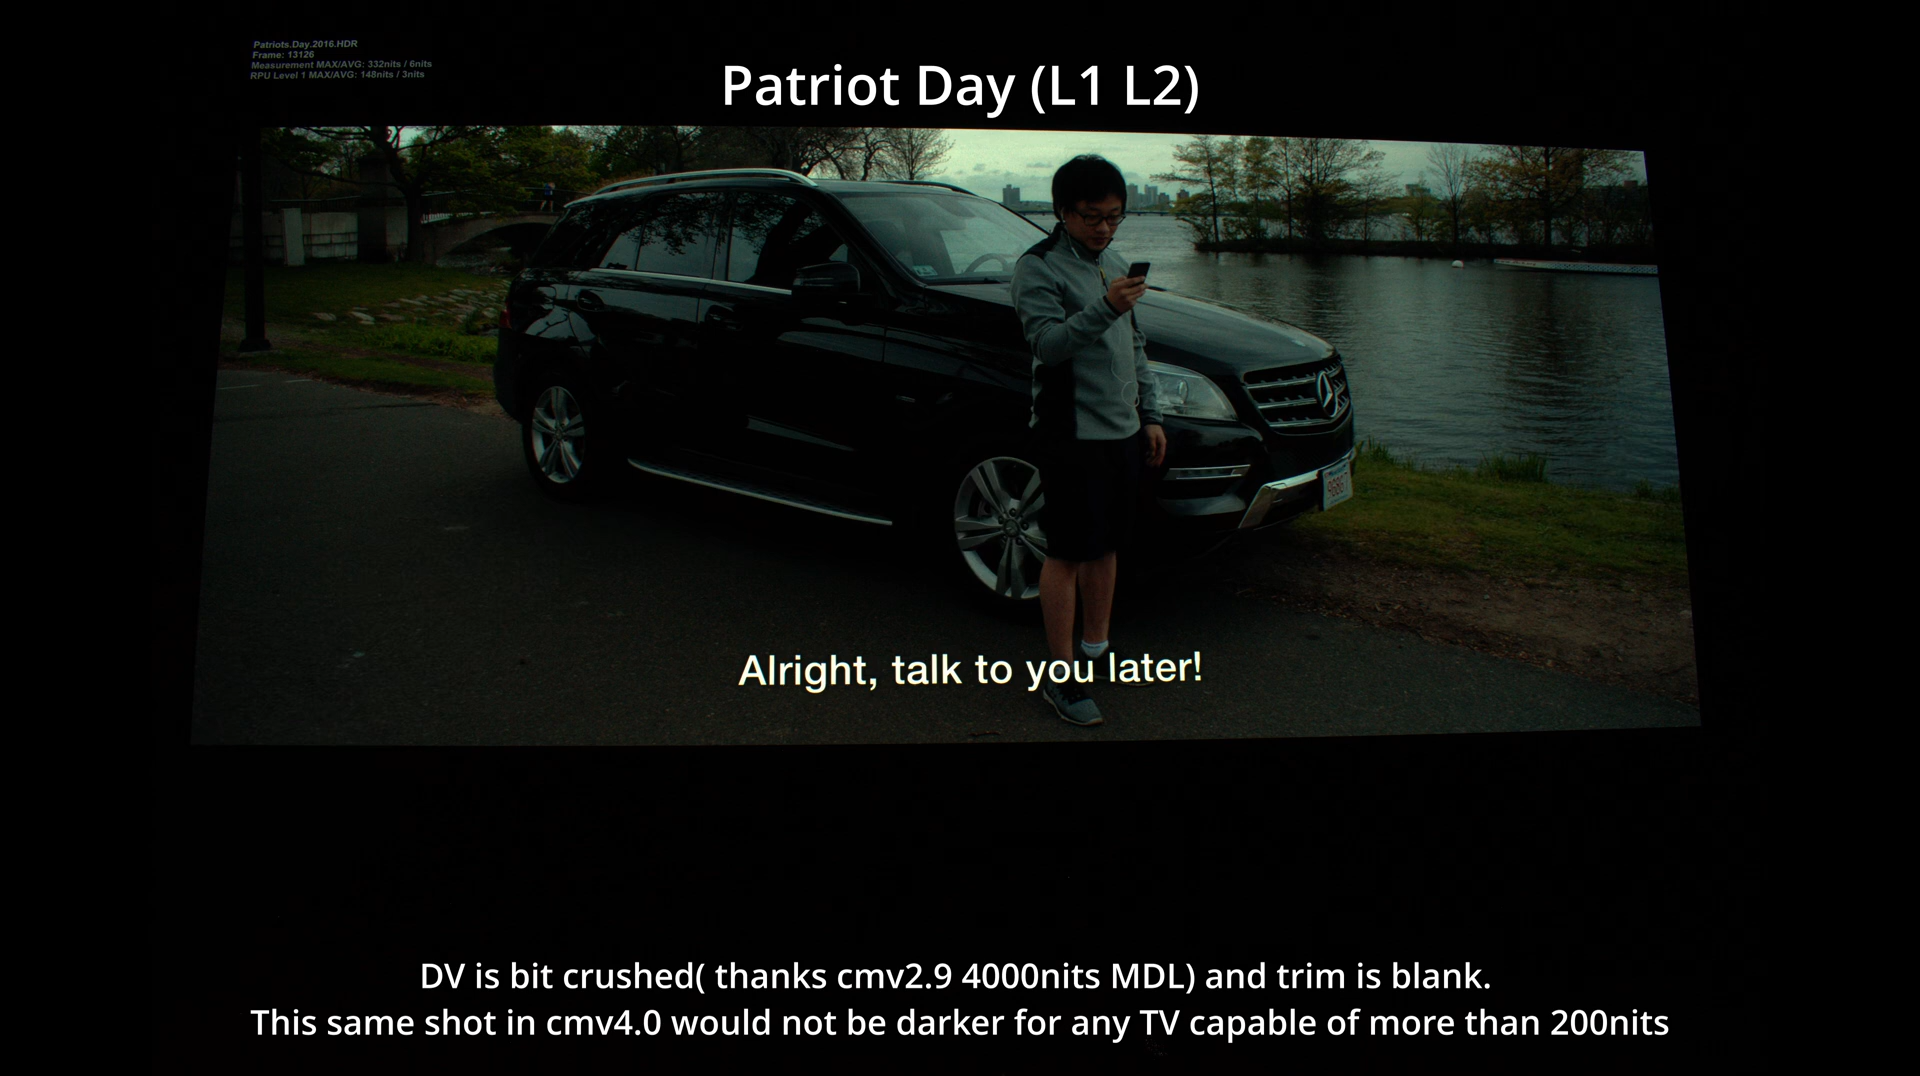 Patriots.Day.2016.HDR
Frame: 13126
Measurement MAX/AVG: 332nits / 6nits
RPU Level 1 MAX/AVG: 148nits / 3nits
Patriot Day (L1 L2)
Alright, talk to you later!
DV is bit crushed( thanks cmv2.9 4000nits MDL) and trim is blank.
This same shot in cmv4.0 would not be darker for any TV capable of more than 200nits